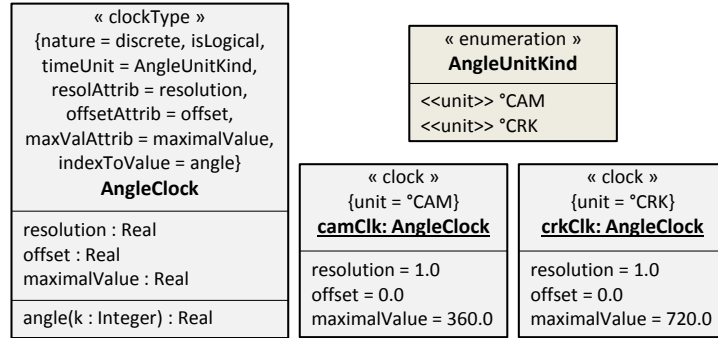 « clockType »
{nature = discrete, isLogical,
timeUnit = AngleUnitKind,
resolAttrib = resolution,
offsetAttrib = offset,
maxValAttrib = maximalValue,
indexToValue = angle}
AngleClock
resolution : Real
offset : Real
maximalValue : Real
angle(k : Integer) : Real
« enumeration »
AngleUnitKind
<<unit>> °CAM
<<unit>> °CRK
« clock »
{unit = °CAM}
camClk: AngleClock
resolution = 1.0
offset = 0.0
maximalValue = 360.0
« clock »
{unit = °CRK}
crkClk: AngleClock
resolution = 1.0
offset = 0.0
maximalValue = 720.0